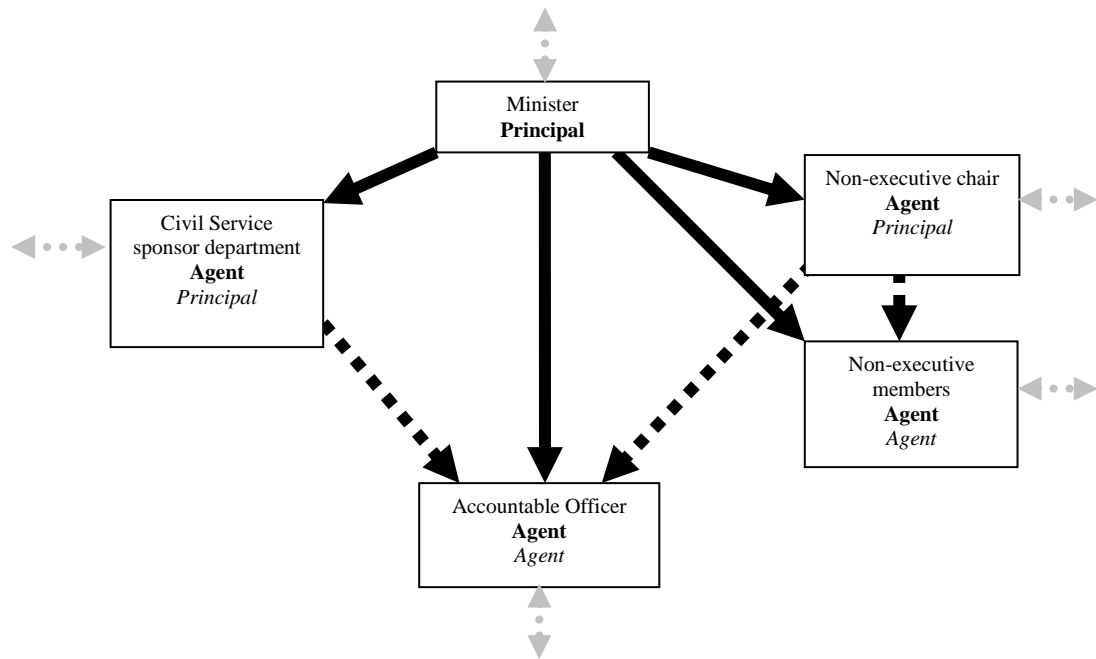 Minister
Principal
Non-executive chair
Agent
Principal
Civil Service
sponsor department
Agent
Principal
Non-executive
members
Agent
Agent
Accountable Officer
Agent
Agent